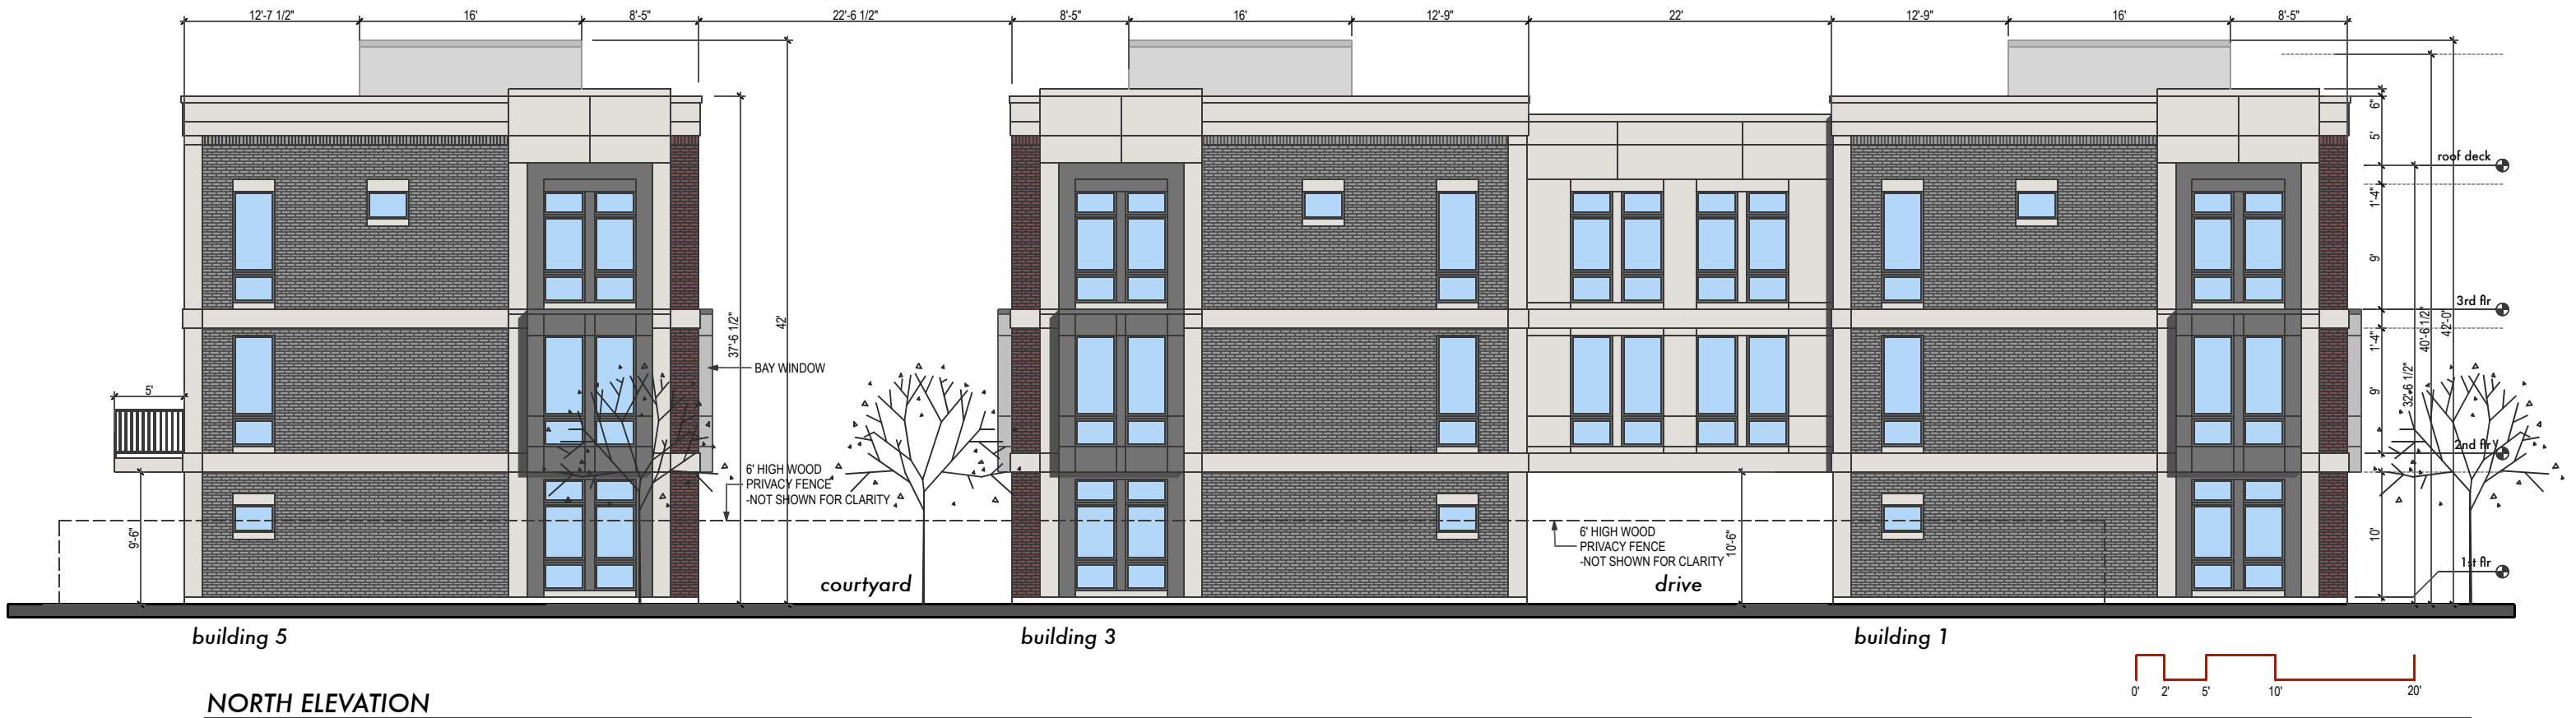 12'-7 1/2" 16' 8'-5" 22'-6 1/2" 8'-5" 16' 12'-9" 22' 12'-9" 16' 8'-5"
6"
5'
roof deck
1'-4"
9'
3rd flr
37'-6 1/2"
42'
40'-6 1/2"
42'-0"
1'-4"
BAY WINDOW
32'-6 1/2"
5'
9'
2nd flr
6' HIGH WOOD
PRIVACY FENCE
-NOT SHOWN FOR CLARITY
9'-6"
6' HIGH WOOD
PRIVACY FENCE
-NOT SHOWN FOR CLARITY
10'-6"
10'
1st flr
courtyard
drive
building 5
building 3
building 1
0' 2' 5' 10' 20'
NORTH ELEVATION